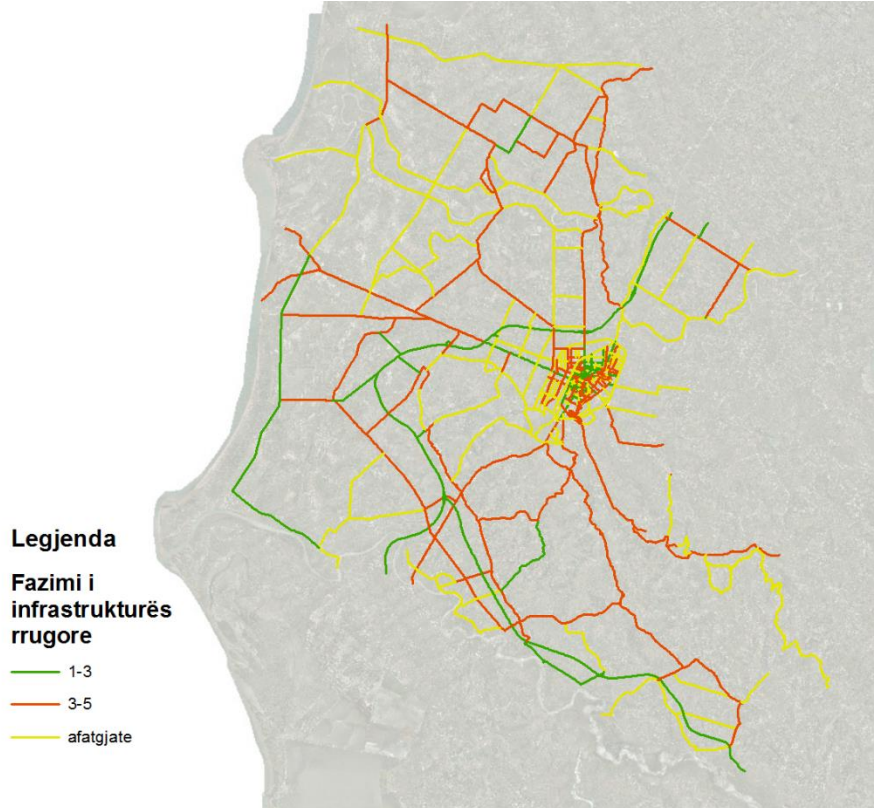 Legjenda
Fazimi i
infrastrukturës
rrugore
1-3
3-5
afatgjate